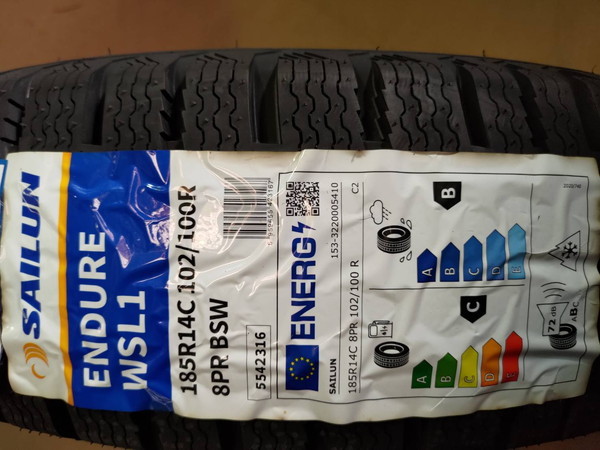 SAILUN
ENDURE
WSL1
185R14C 102/100R
8PR BSW
5542316
ENERG
SAILUN
185R14C 8PR 102/100 R
153-3220005410
C2
B
A
B
C
D
E
C
A
B
C
D
E
72 dB
ABC